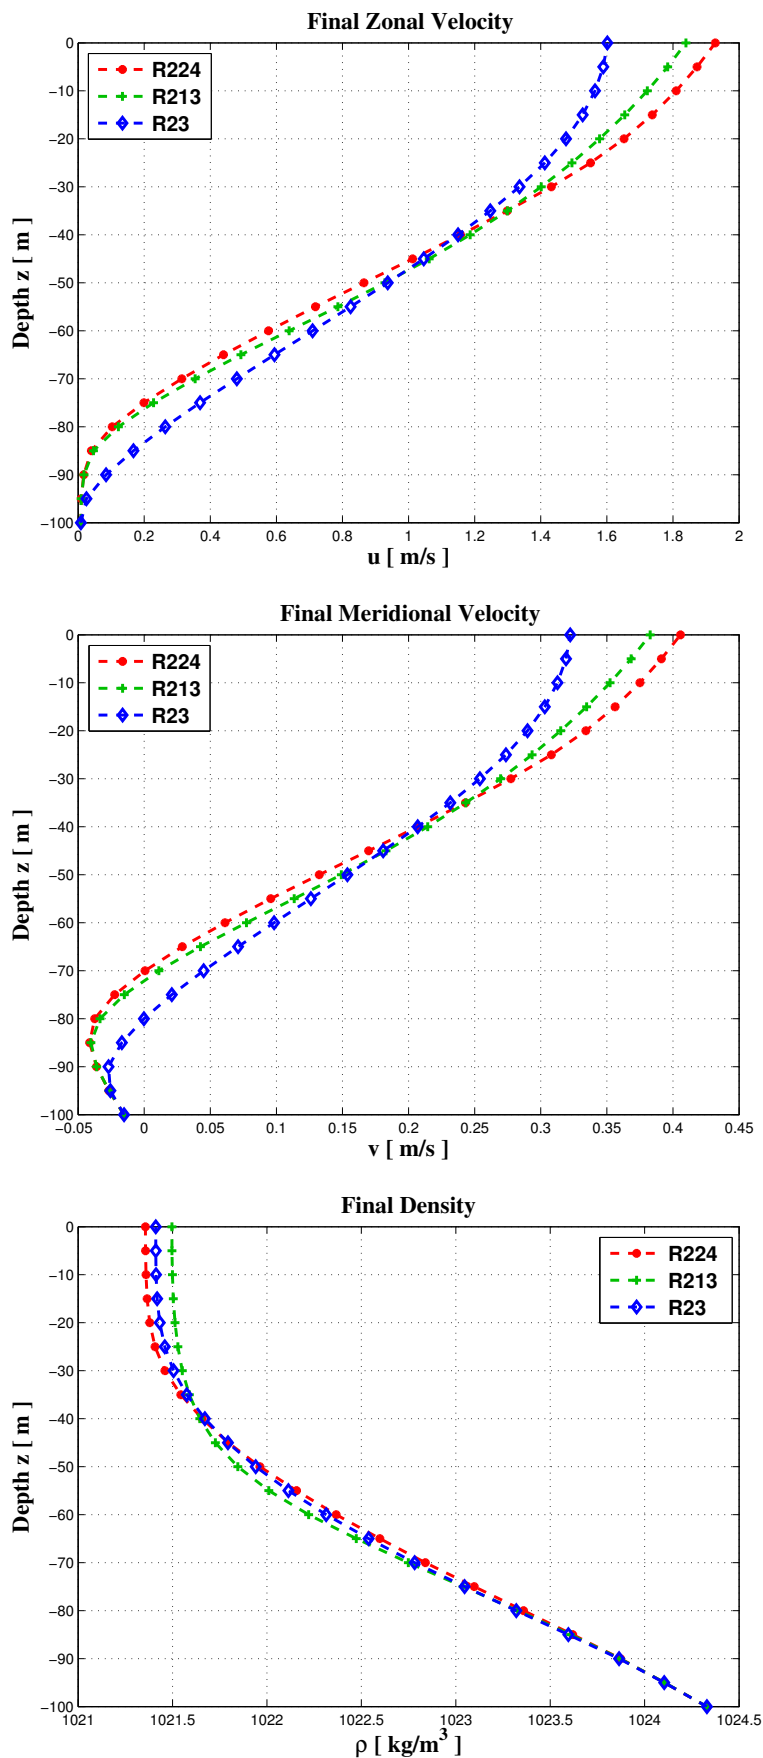 Final Zonal Velocity
R224
R213
R23
0
−10
−20
−30
−40
−50
−60
−70
−80
−90
−100
Depth z [ m ]
0 0.2 0.4 0.6 0.8 1 1.2 1.4 1.6 1.8 2
u [ m/s ]
Final Meridional Velocity
R224
R213
R23
0
−10
−20
−30
−40
−50
−60
−70
−80
−90
−100
Depth z [ m ]
−0.05 0 0.05 0.1 0.15 0.2 0.25 0.3 0.35 0.4 0.45
v [ m/s ]
Final Density
R224
R213
R23
0
−10
−20
−30
−40
−50
−60
−70
−80
−90
−100
Depth z [ m ]
1021 1021.5 1022 1022.5 1023 1023.5 1024 1024.5
ρ [ kg/m³ ]